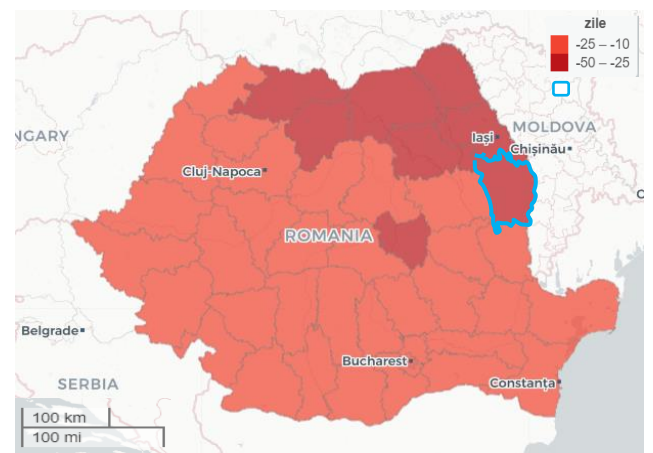 zile
-25 – -10
-50 – -25
NGARY
MOLDOVA
Iași
Chișinău
Cluj-Napoca
ROMANIA
Belgrade
Bucharest
SERBIA
Constanța
100 km
100 mi